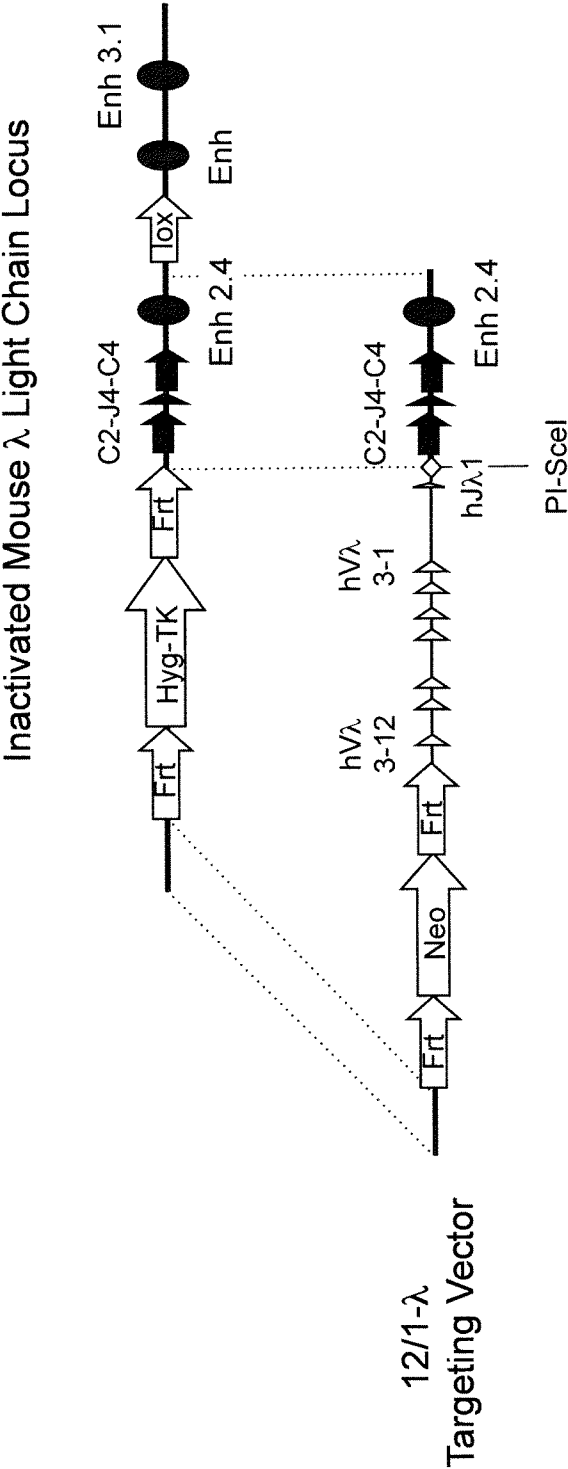 Inactivated Mouse λ Light Chain Locus
Frt
Hyg-TK
Frt
C2-J4-C4
Enh 2.4
lox
Enh
Enh 3.1
12/1-λ
Targeting Vector
Frt
Neo
Frt
hVλ
3-12
hVλ
3-1
hJλ1
PI-SceI
C2-J4-C4
Enh 2.4